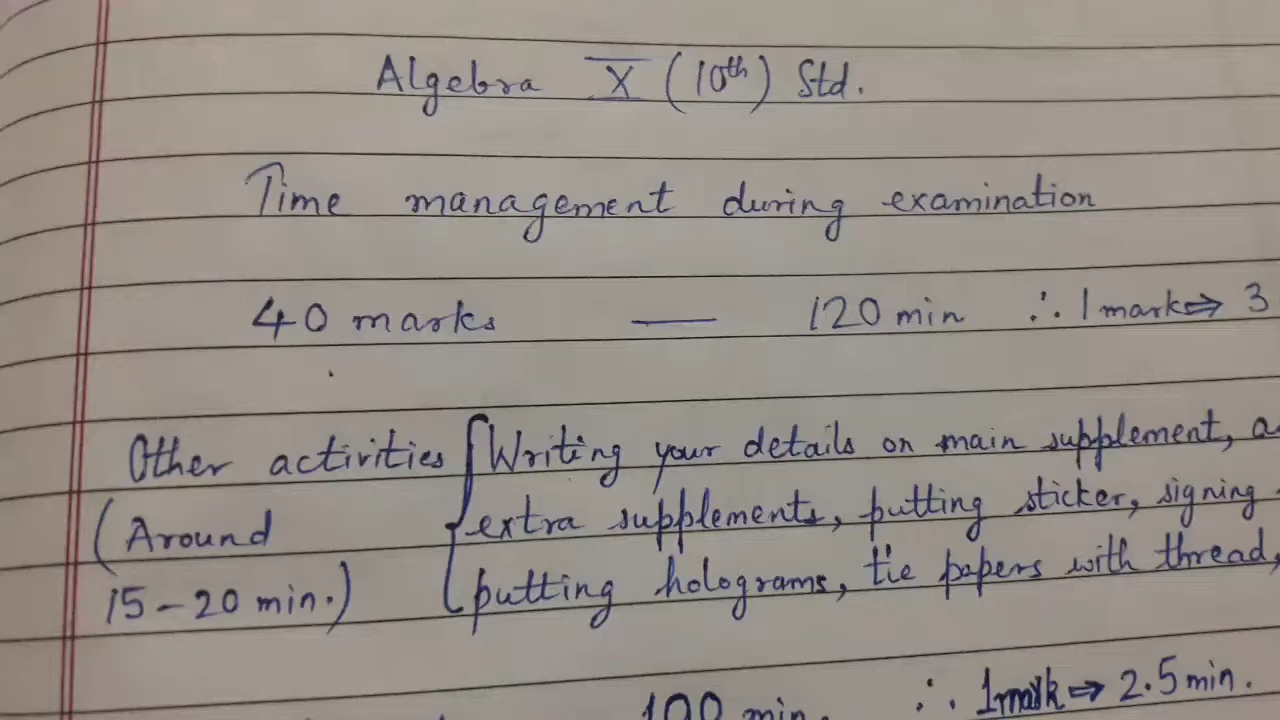 Algebra X (10th) Std.
Time management during examination
40 marks — 120 min ∴ 1 mark ⇒ 3
Other activities { Writing your details on main supplement,
(Around extra supplements, putting sticker, signing
15-20 min.) putting holograms, tie papers with thread,
100 min. ∴ 1 mark ⇒ 2.5 min.